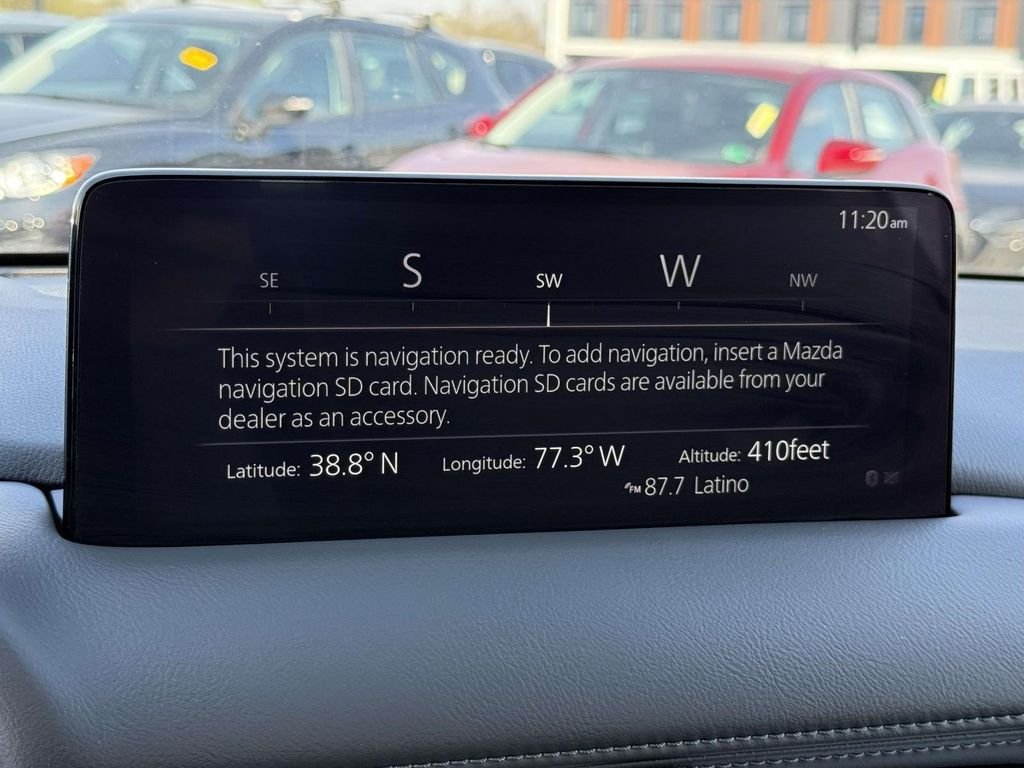 11:20am
SE S SW W NW
This system is navigation ready. To add navigation, insert a Mazda
navigation SD card. Navigation SD cards are available from your
dealer as an accessory.
Latitude: 38.8° N Longitude: 77.3° W Altitude: 410feet
FM 87.7 Latino